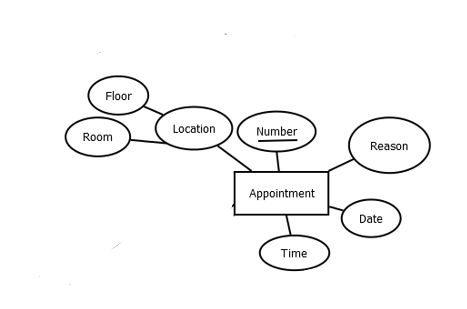 Floor
Room
Location
Number
Reason
Appointment
Date
Time